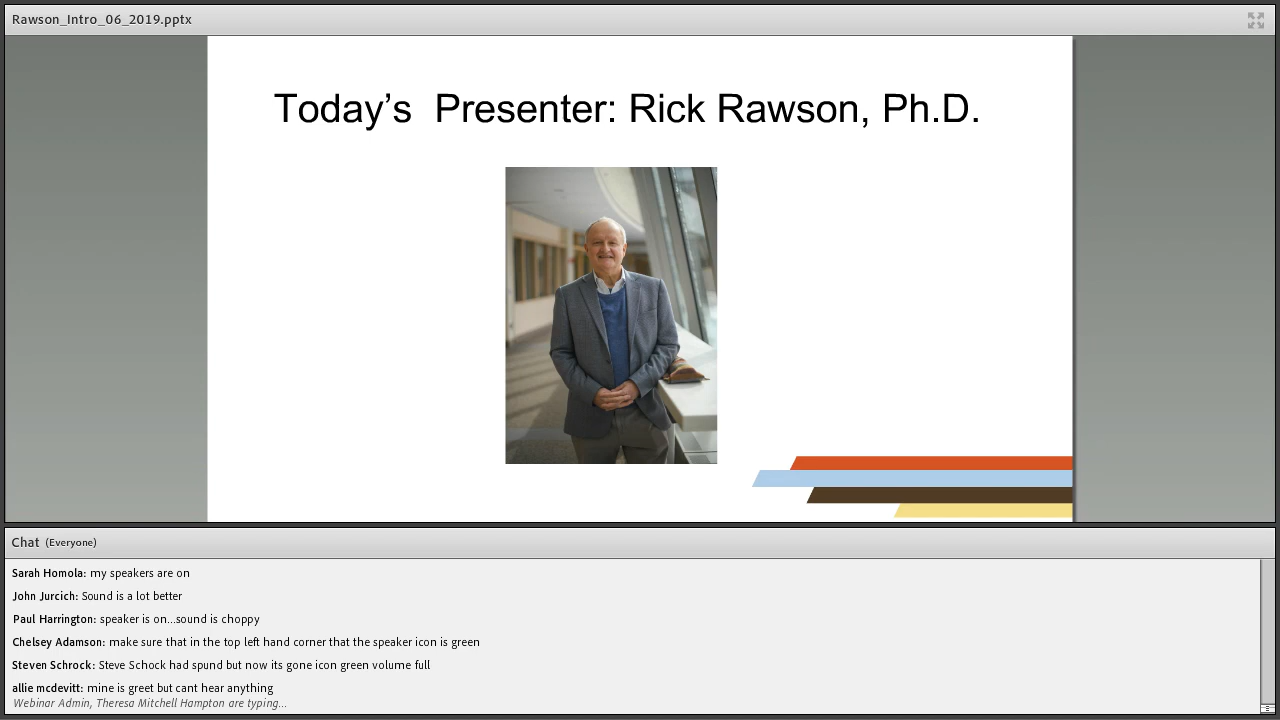 Rawson_Intro_06_2019.pptx
Today’s  Presenter: Rick Rawson, Ph.D.
Chat (Everyone)
Sarah Homola: my speakers are on
John Jurcich: Sound is a lot better
Paul Harrington: speaker is on...sound is choppy
Chelsey Adamson: make sure that in the top left hand corner that the speaker icon is green
Steven Schrock: Steve Schock had spund but now its gone icon green volume full
allie mcdevitt: mine is greet but cant hear anything
Webinar Admin, Theresa Mitchell Hampton are typing...